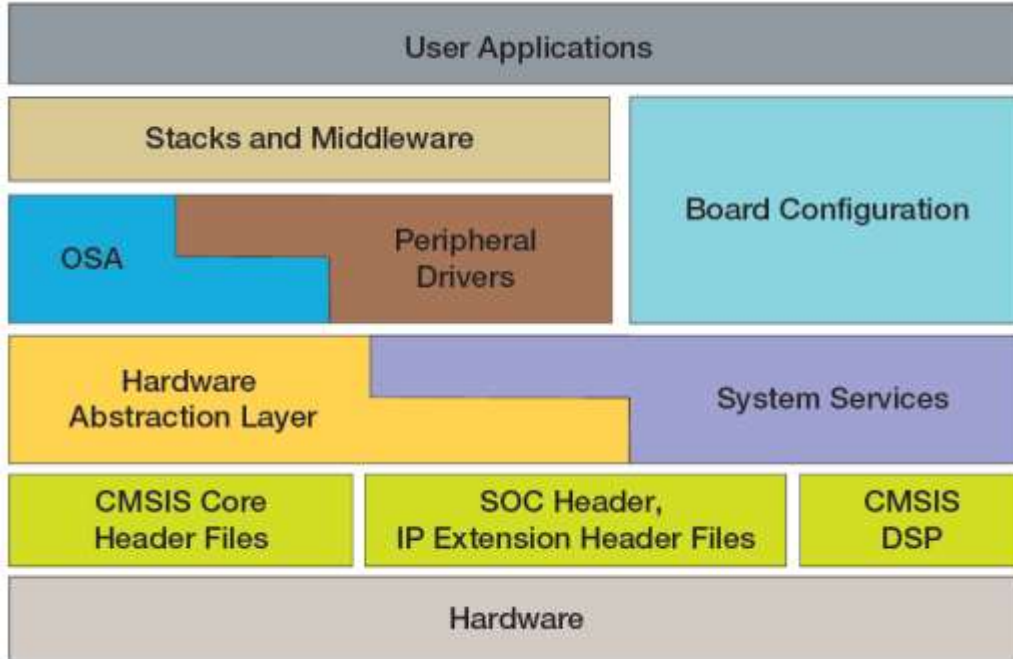 User Applications
Stacks and Middleware
Board Configuration
OSA
Peripheral
Drivers
Hardware
Abstraction Layer
System Services
CMSIS Core
Header Files
SOC Header,
IP Extension Header Files
CMSIS
DSP
Hardware